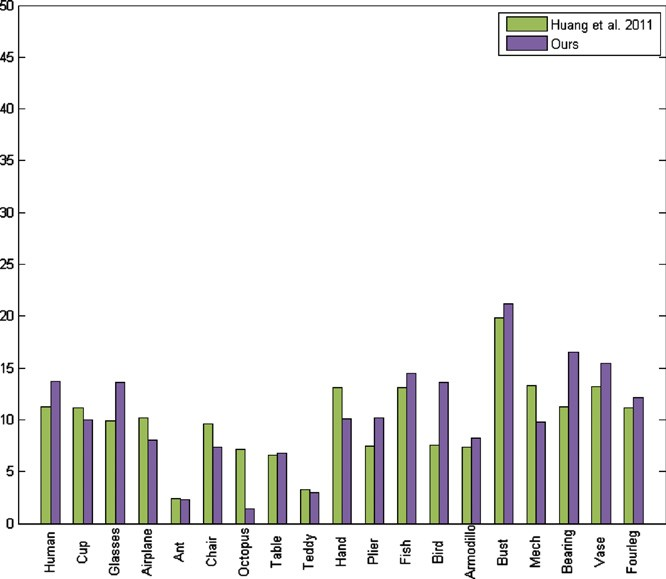 50
45
40
35
30
25
20
15
10
5
0
Huang et al. 2011
Ours
Human
Cup
Glasses
Airplane
Ant
Chair
Octopus
Table
Teddy
Hand
Plier
Fish
Bird
Armodillo
Bust
Mech
Bearing
Vase
Fourleg